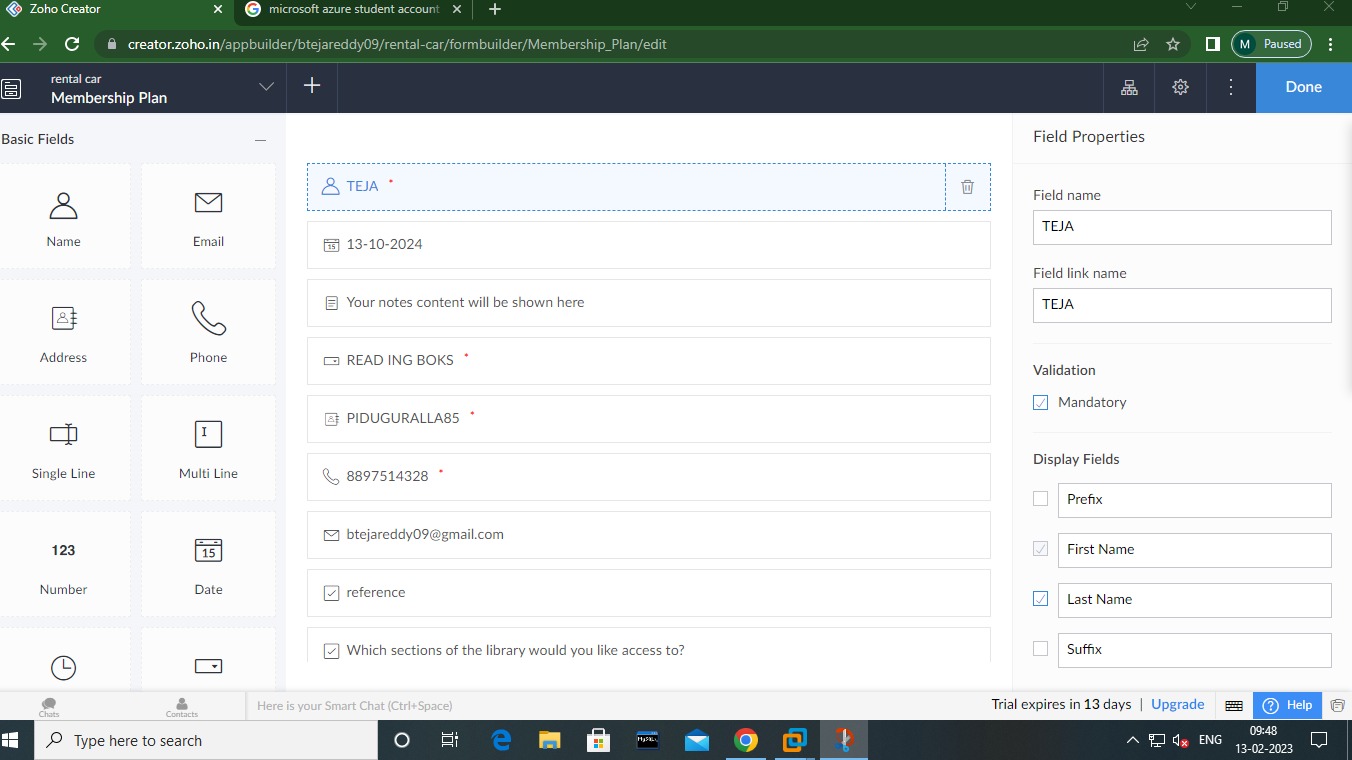 Zoho Creator
microsoft azure student account
creator.zoho.in/appbuilder/btejareddy09/rental-car/formbuilder/Membership_Plan/edit
M Paused
rental car
Membership Plan
Done
Basic Fields
Name
Email
Address
Phone
Single Line
Multi Line
123
Number
15
Date
TEJA *
15 13-10-2024
Your notes content will be shown here
READ ING BOKS *
PIDUGURALLA85 *
8897514328 *
btejareddy09@gmail.com
reference
Which sections of the library would you like access to?
Field Properties
Field name
TEJA
Field link name
TEJA
Validation
Mandatory
Display Fields
Prefix
First Name
Last Name
Suffix
Chats
Contacts
Here is your Smart Chat (Ctrl+Space)
Trial expires in 13 days | Upgrade
Help
Type here to search
MySQL
ENG
09:48
13-02-2023